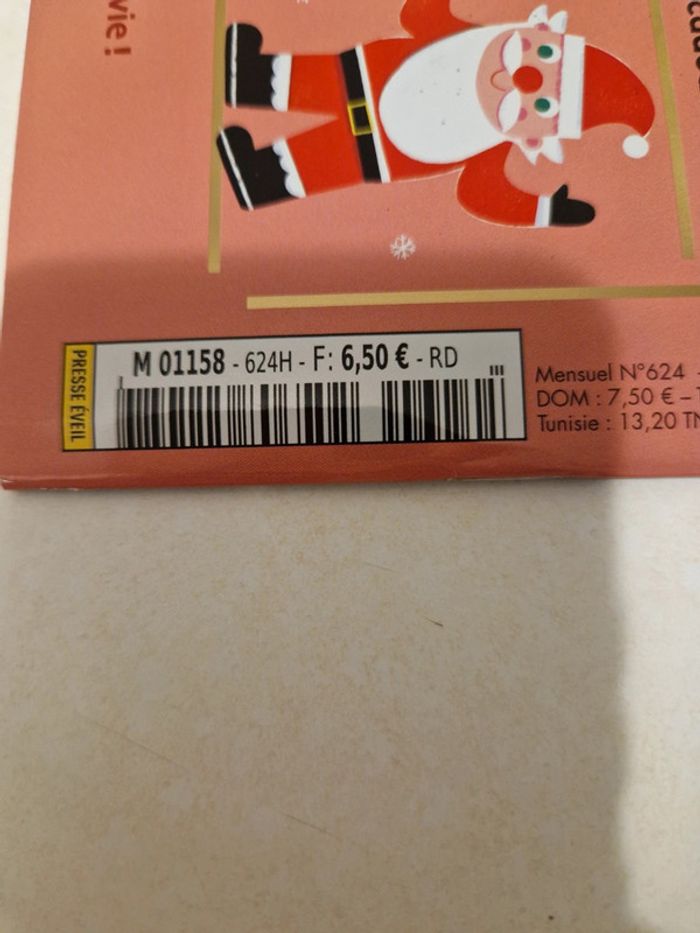 vie !
PRESSE ÉVEIL
M 01158 - 624H - F: 6,50 € - RD
Mensuel N°624 -
DOM : 7,50 € –
Tunisie : 13,20